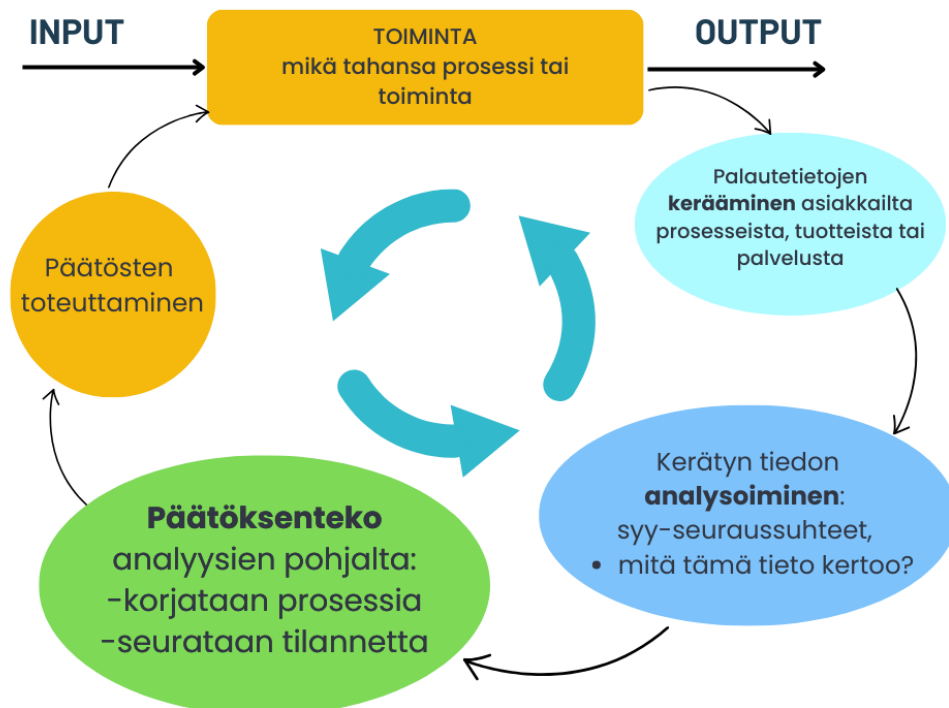 INPUT
TOIMINTA
mikä tahansa prosessi tai
toiminta
OUTPUT
Palautetietojen
kerääminen asiakkailta
prosesseista, tuotteista tai
palvelusta
Kerätyn tiedon
analysoiminen:
syy-seuraussuhteet,
• mitä tämä tieto kertoo?
Päätöksenteko
analyysien pohjalta:
-korjataan prosessia
-seurataan tilannetta
Päätösten
toteuttaminen